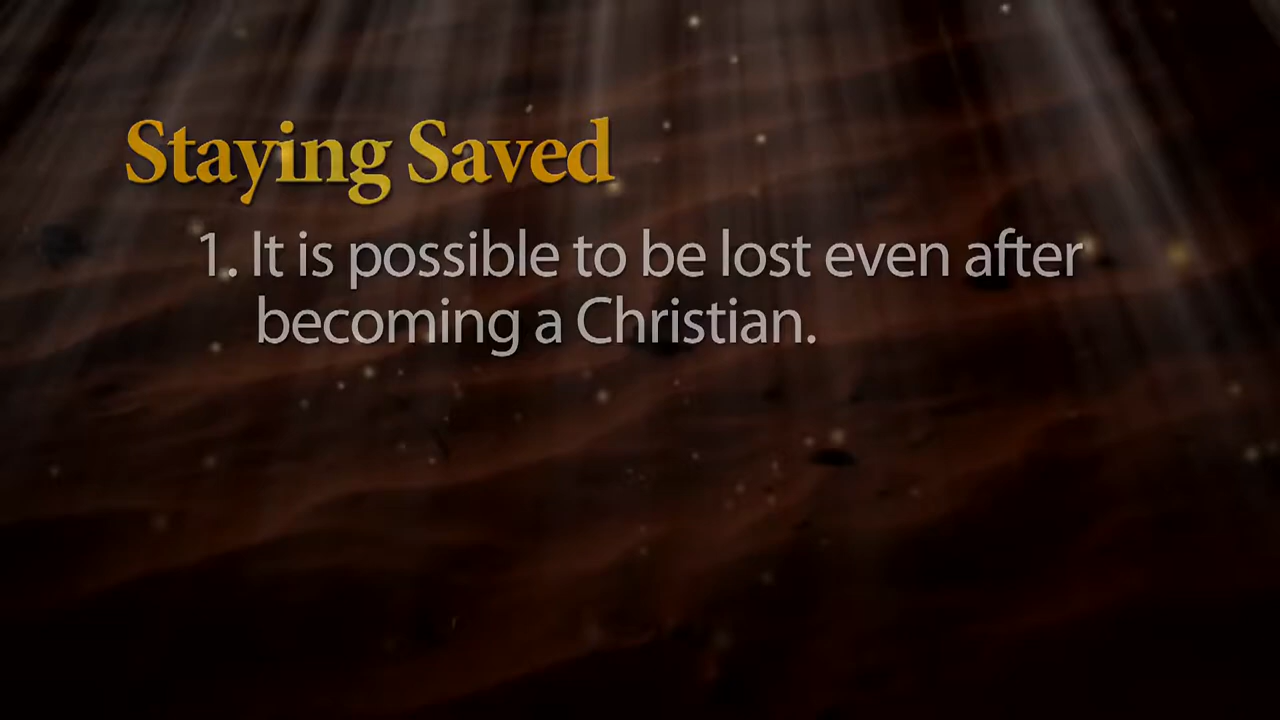 Staying Saved
1. It is possible to be lost even after
becoming a Christian.